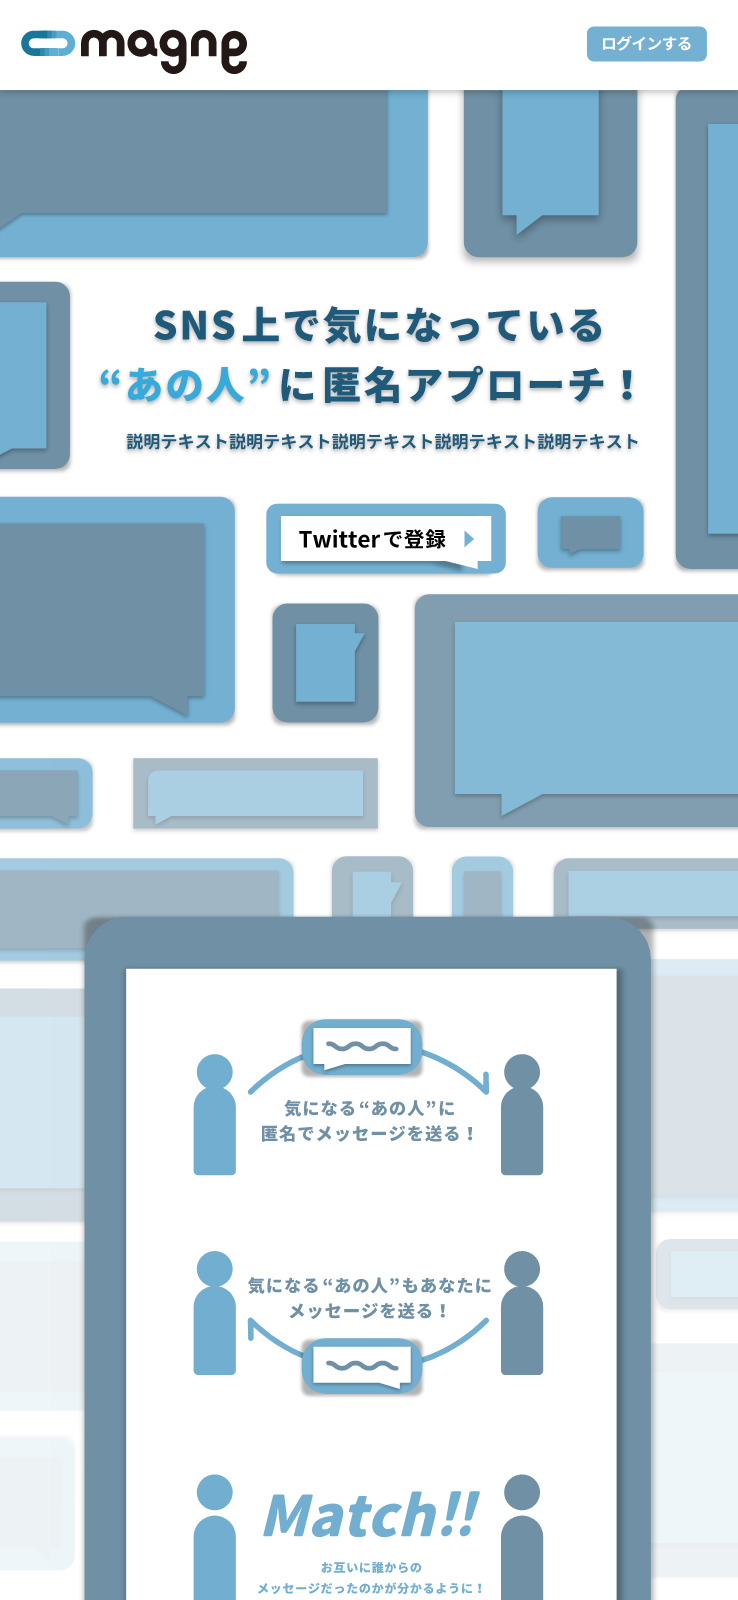 magne
ログインする
SNS上で気になっている
“あの人”に匿名アプローチ！
説明テキスト説明テキスト説明テキスト説明テキスト説明テキスト
Twitterで登録
気になる“あの人”に
匿名でメッセージを送る！
気になる“あの人”もあなたに
メッセージを送る！
Match!!
お互いに誰からの
メッセージだったのかが分かるように！